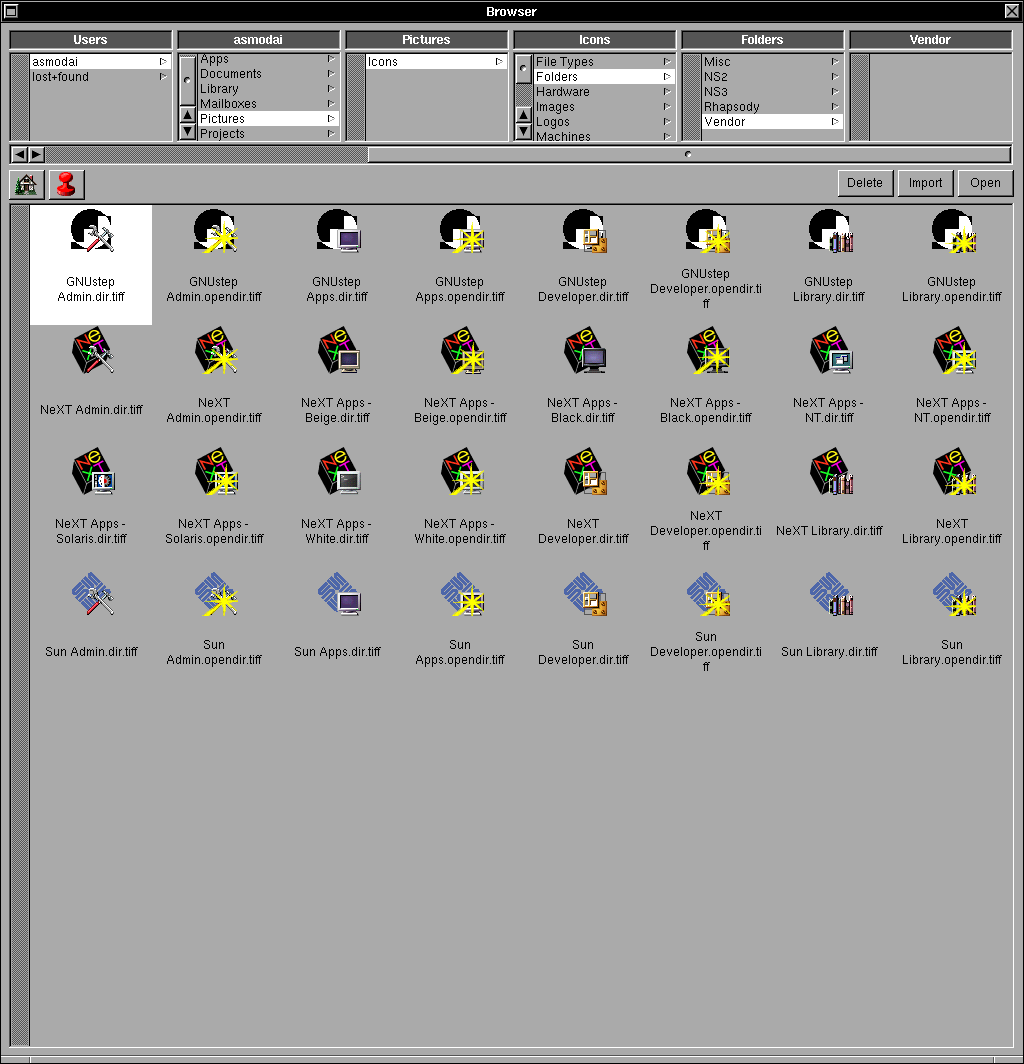 Browser
Users
asmodai
Pictures
Icons
Folders
Vendor
asmodai
lost+found
Apps
Documents
Library
Mailboxes
Pictures
Projects
Icons
File Types
Folders
Hardware
Images
Logos
Machines
Misc
NS2
NS3
Rhapsody
Vendor
Delete
Import
Open
GNUstep
Admin.dir.tiff
GNUstep
Admin.opendir.tiff
GNUstep
Apps.dir.tiff
GNUstep
Apps.opendir.tiff
GNUstep
Developer.dir.tiff
GNUstep
Developer.opendir.ti
ff
GNUstep
Library.dir.tiff
GNUstep
Library.opendir.tiff
NeXT Admin.dir.tiff
NeXT
Admin.opendir.tiff
NeXT Apps -
Beige.dir.tiff
NeXT Apps -
Beige.opendir.tiff
NeXT Apps -
Black.dir.tiff
NeXT Apps -
Black.opendir.tiff
NeXT Apps -
NT.dir.tiff
NeXT Apps -
NT.opendir.tiff
NeXT Apps -
Solaris.dir.tiff
NeXT Apps -
Solaris.opendir.tiff
NeXT Apps -
White.dir.tiff
NeXT Apps -
White.opendir.tiff
NeXT
Developer.dir.tiff
NeXT
Developer.opendir.ti
ff
NeXT Library.dir.tiff
NeXT
Library.opendir.tiff
Sun Admin.dir.tiff
Sun
Admin.opendir.tiff
Sun Apps.dir.tiff
Sun
Apps.opendir.tiff
Sun
Developer.dir.tiff
Sun
Developer.opendir.ti
ff
Sun Library.dir.tiff
Sun
Library.opendir.tiff